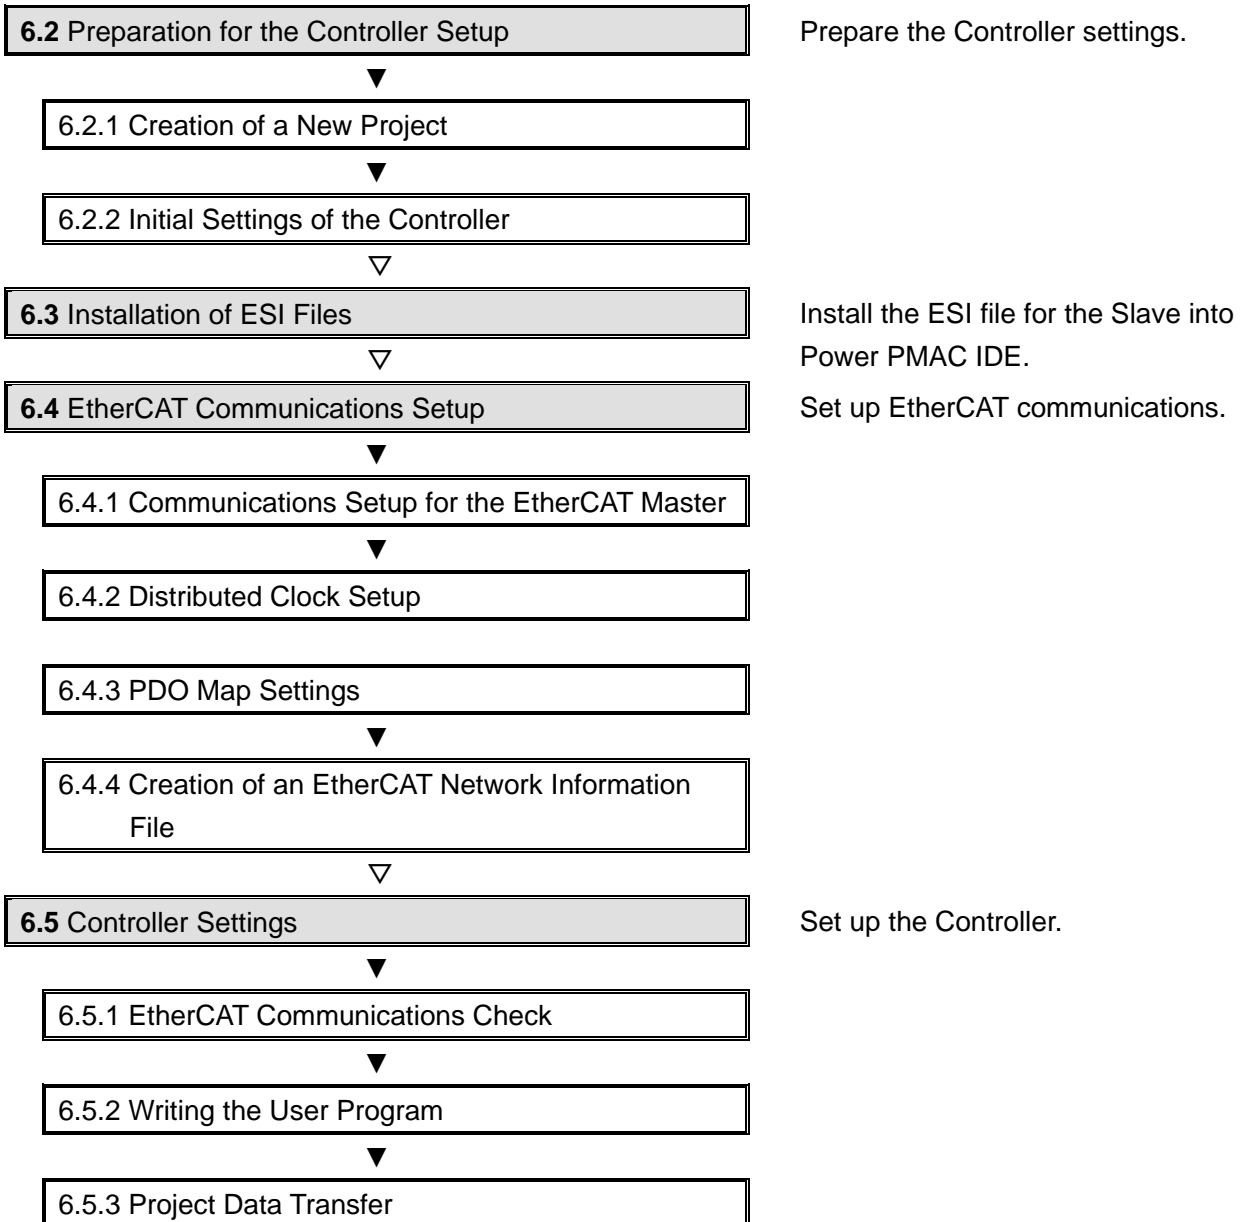 6.2 Preparation for the Controller Setup
Prepare the Controller settings.
▼
6.2.1 Creation of a New Project
▼
6.2.2 Initial Settings of the Controller
▽
6.3 Installation of ESI Files
Install the ESI file for the Slave into
Power PMAC IDE.
▽
6.4 EtherCAT Communications Setup
Set up EtherCAT communications.
▼
6.4.1 Communications Setup for the EtherCAT Master
▼
6.4.2 Distributed Clock Setup
6.4.3 PDO Map Settings
▼
6.4.4 Creation of an EtherCAT Network Information
File
▽
6.5 Controller Settings
Set up the Controller.
▼
6.5.1 EtherCAT Communications Check
▼
6.5.2 Writing the User Program
▼
6.5.3 Project Data Transfer